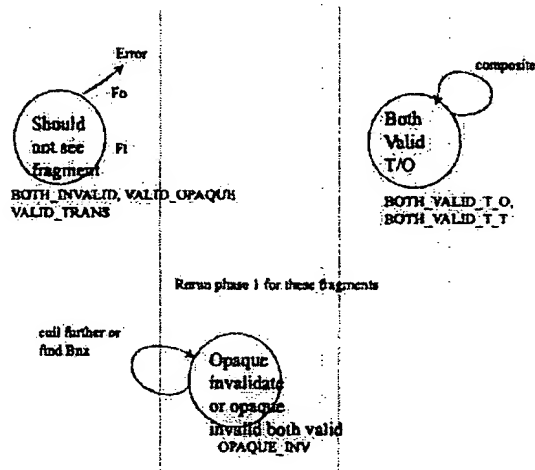 Error
Fo
composite
Should
not see
fragment
Fi
Both
Valid
T/O
BOTH_INVALID, VALID_OPAQUE
VALID_TRANS
BOTH_VALID_T_O,
BOTH_VALID_T_T
Rerun phase 1 for these fragments
cull further or
find Bnz
Opaque
invalidate
or opaque
invalid both valid
OPAQUE_INV